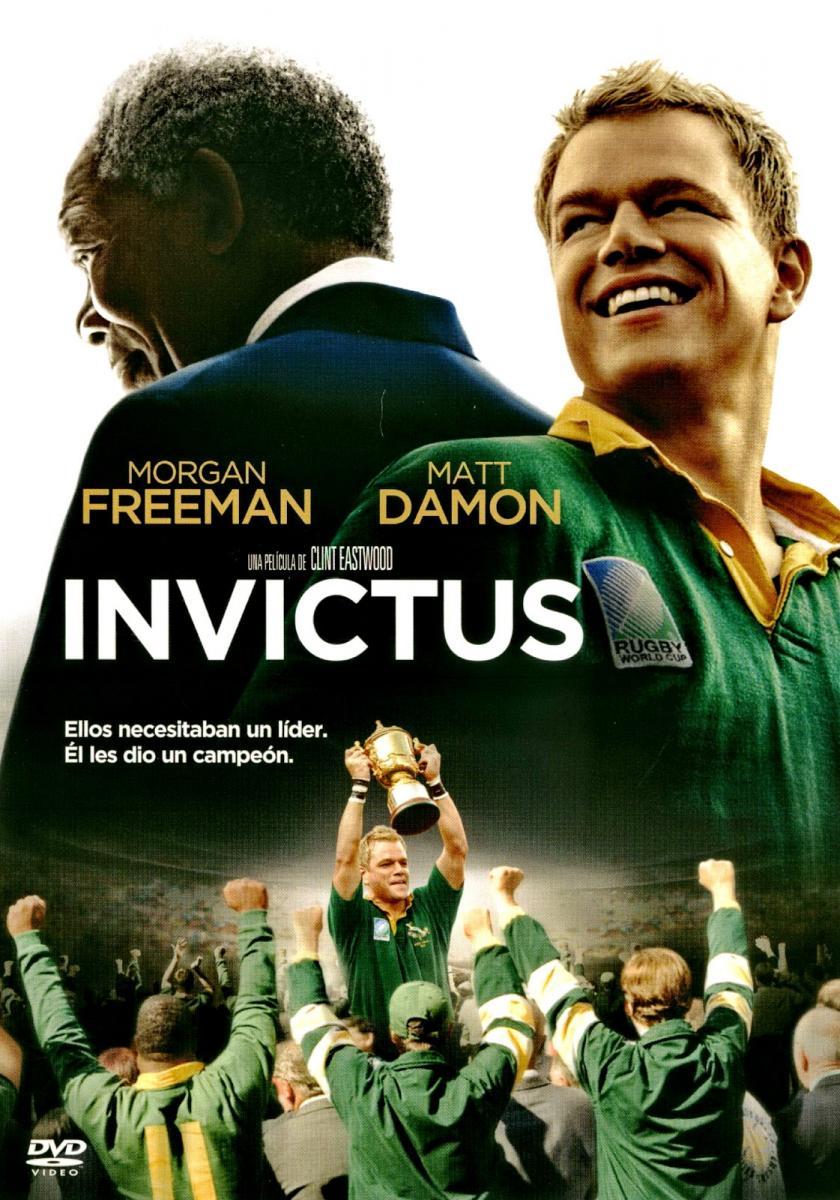 MORGAN
FREEMAN
MATT
DAMON
UNA PELÍCULA DE CLINT EASTWOOD
INVICTUS
RUGBY
WORLD CUP
Ellos necesitaban un líder.
Él les dio un campeón.
11
DVD
VIDEO